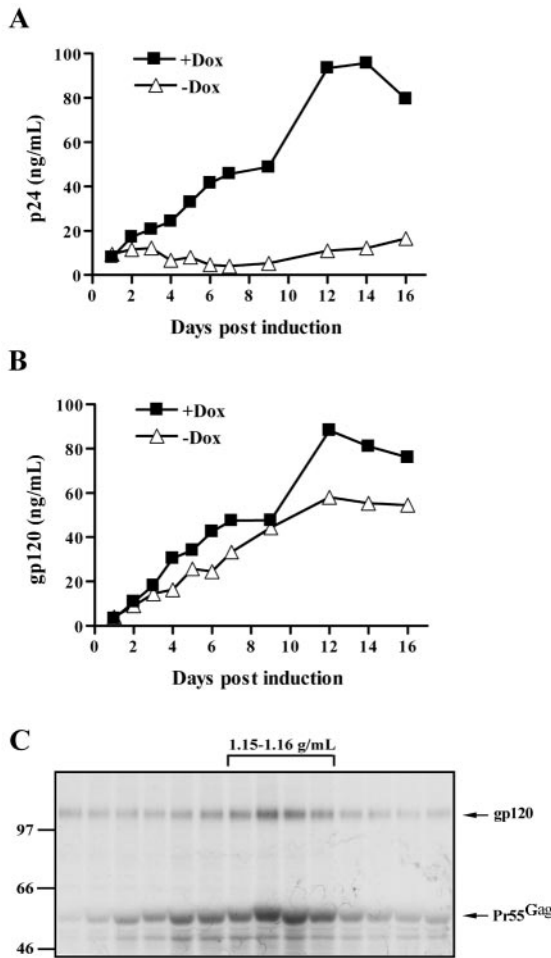 A
+Dox
-Dox
p24 (ng/mL)
100
80
60
40
20
0
0 2 4 6 8 10 12 14 16
Days post induction
B
+Dox
-Dox
gp120 (ng/mL)
100
80
60
40
20
0
0 2 4 6 8 10 12 14 16
Days post induction
C
1.15-1.16 g/mL
gp120
97
66
Pr55Gag
46